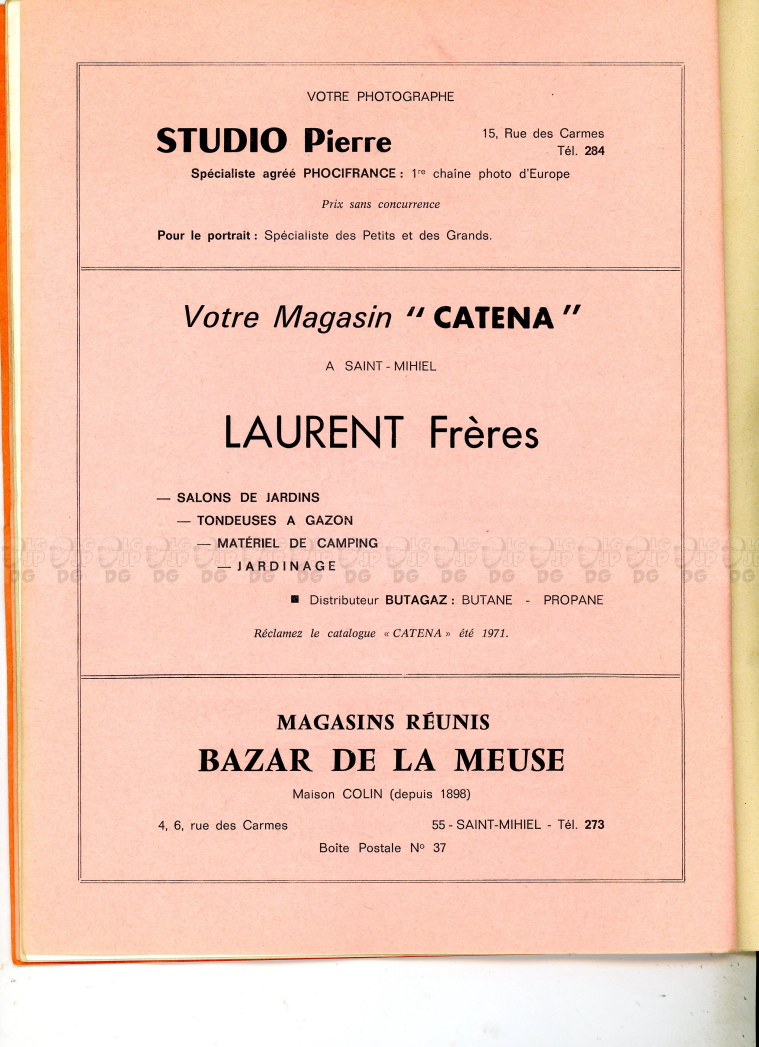 VOTRE PHOTOGRAPHE
STUDIO Pierre
15, Rue des Carmes
Tél. 284
Spécialiste agréé PHOCIFRANCE : 1re chaîne photo d'Europe
Prix sans concurrence
Pour le portrait : Spécialiste des Petits et des Grands.
Votre Magasin " CATENA "
A SAINT - MIHIEL
LAURENT Frères
— SALONS DE JARDINS
— TONDEUSES A GAZON
— MATÉRIEL DE CAMPING
— JARDINAGE
■ Distributeur BUTAGAZ : BUTANE - PROPANE
Réclamez le catalogue « CATENA » été 1971.
MAGASINS RÉUNIS
BAZAR DE LA MEUSE
Maison COLIN (depuis 1898)
4, 6, rue des Carmes
55 - SAINT-MIHIEL - Tél. 273
Boîte Postale No 37